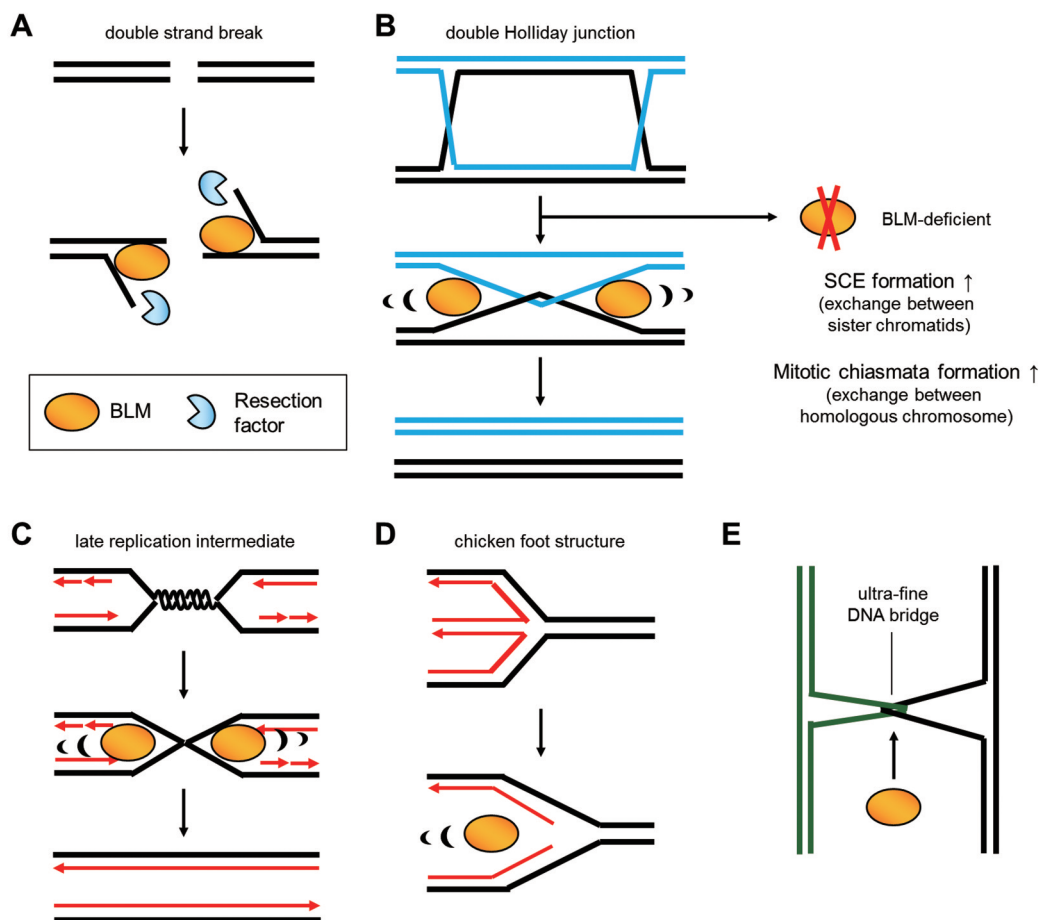 A
double strand break
BLM
Resection
factor
B
double Holliday junction
BLM-deficient
SCE formation ↑
(exchange between
sister chromatids)
Mitotic chiasmata formation ↑
(exchange between
homologous chromosome)
C
late replication intermediate
D
chicken foot structure
E
ultra-fine
DNA bridge